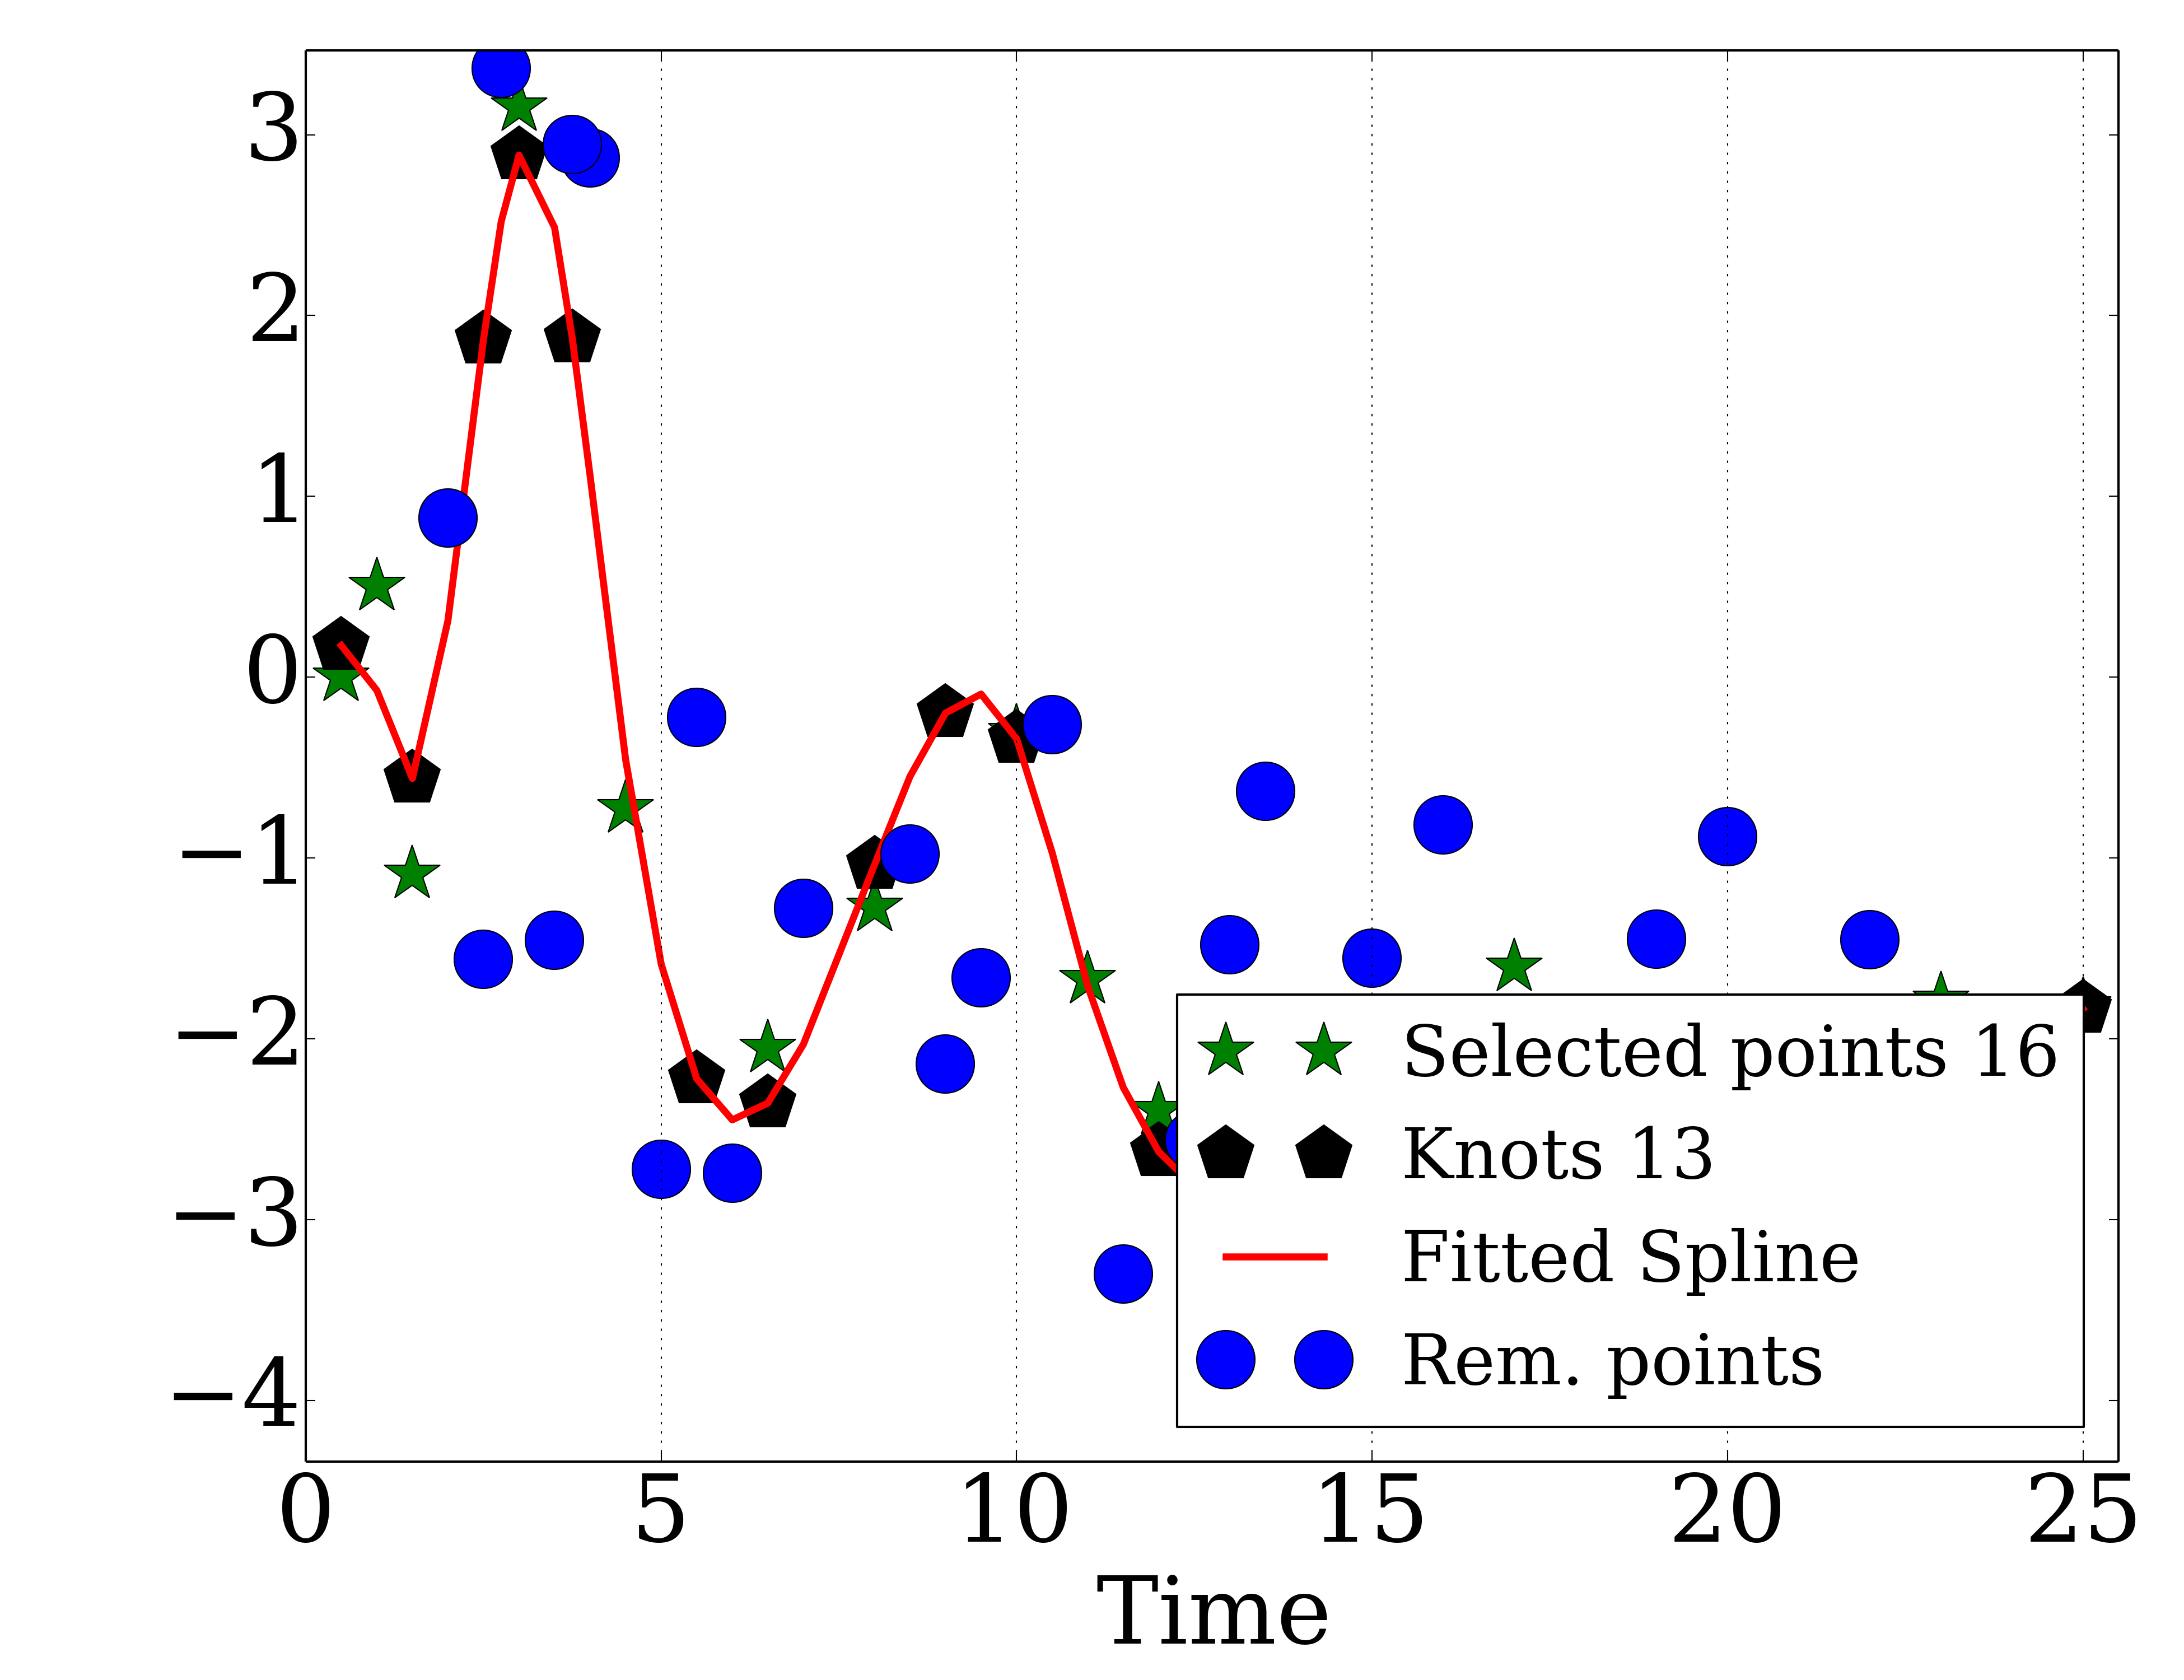 3
2
1
0
−1
−2
−3
−4
Selected points 16
Knots 13
Fitted Spline
Rem. points
0 5 10 15 20 25
Time